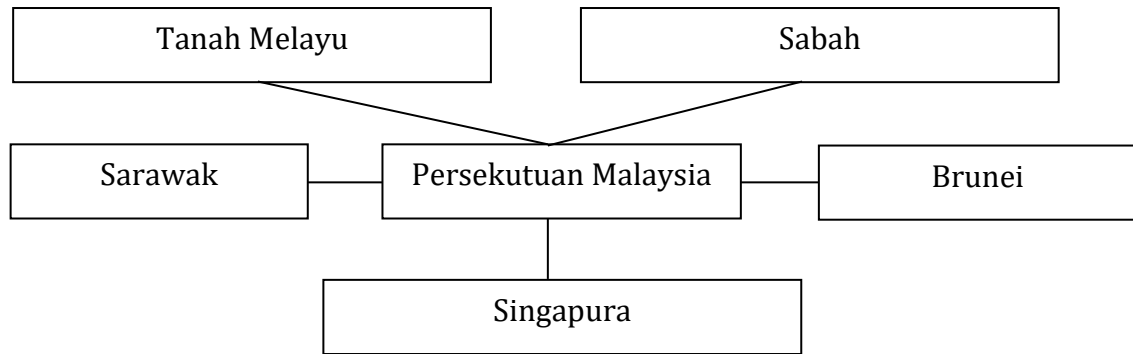 Tanah Melayu
Sabah
Sarawak
Persekutuan Malaysia
Brunei
Singapura